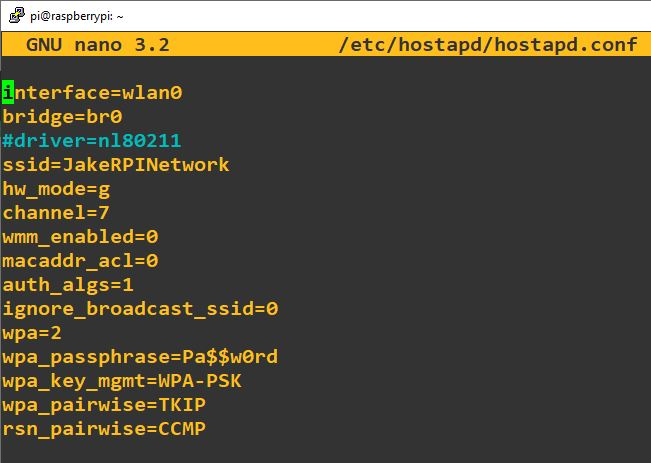 pi@raspberrypi: ~
GNU nano 3.2 /etc/hostapd/hostapd.conf
interface=wlan0
bridge=br0
#driver=nl80211
ssid=JakeRPINetwork
hw_mode=g
channel=7
wmm_enabled=0
macaddr_acl=0
auth_algs=1
ignore_broadcast_ssid=0
wpa=2
wpa_passphrase=Pa$$w0rd
wpa_key_mgmt=WPA-PSK
wpa_pairwise=TKIP
rsn_pairwise=CCMP